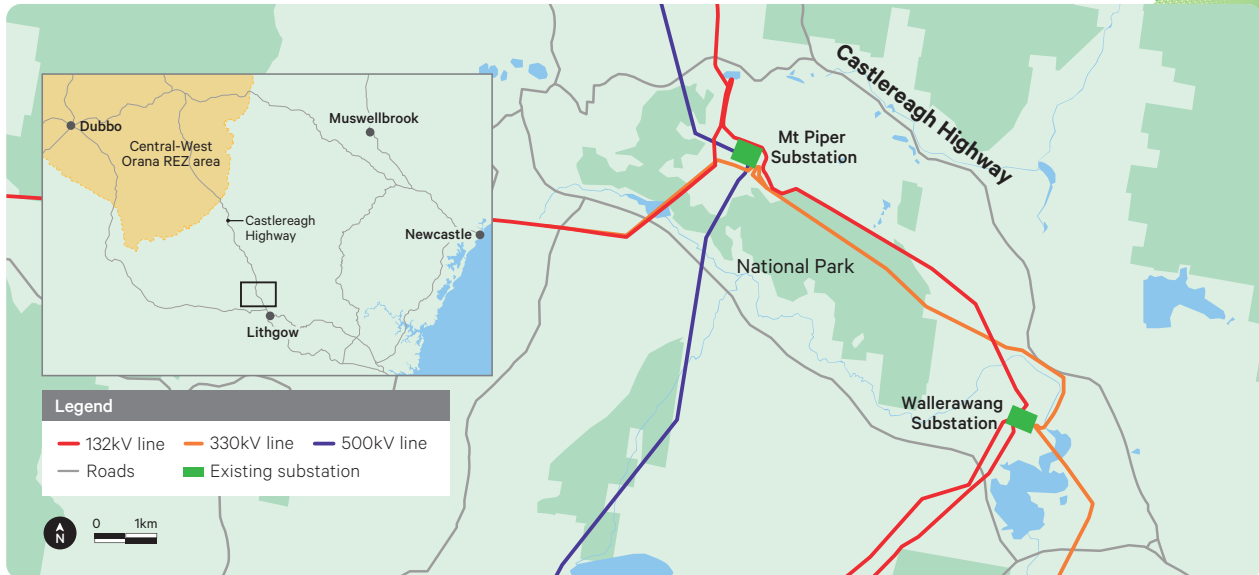 Castlereagh Highway
Mt Piper
Substation
National Park
Wallerawang
Substation
Dubbo
Muswellbrook
Central-West
Orana REZ area
Castlereagh
Highway
Newcastle
Lithgow
Legend
132kV line
330kV line
500kV line
Roads
Existing substation
N
0 1km